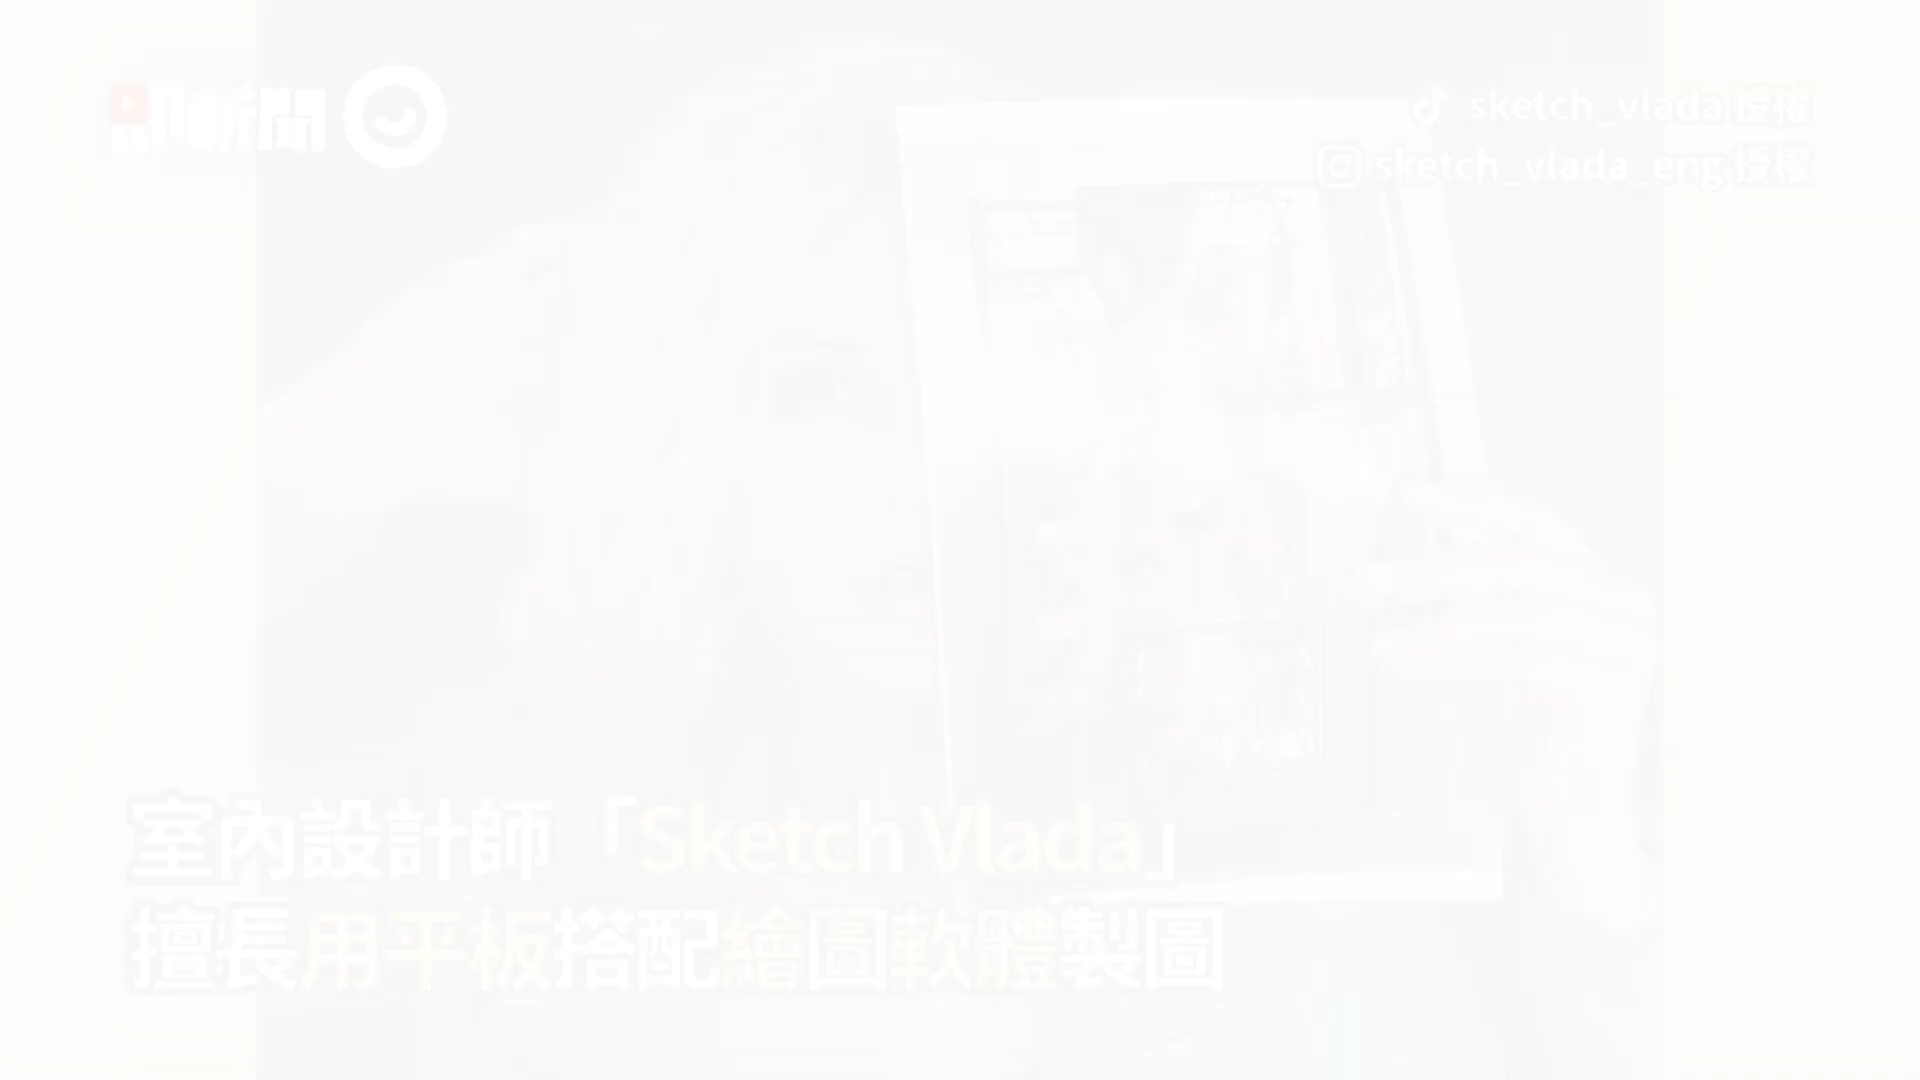 新聞
sketch_vlada 授權
sketch_vlada_eng 授權
室內設計師「Sketch Vlada」
擅長用平板搭配繪圖軟體製圖